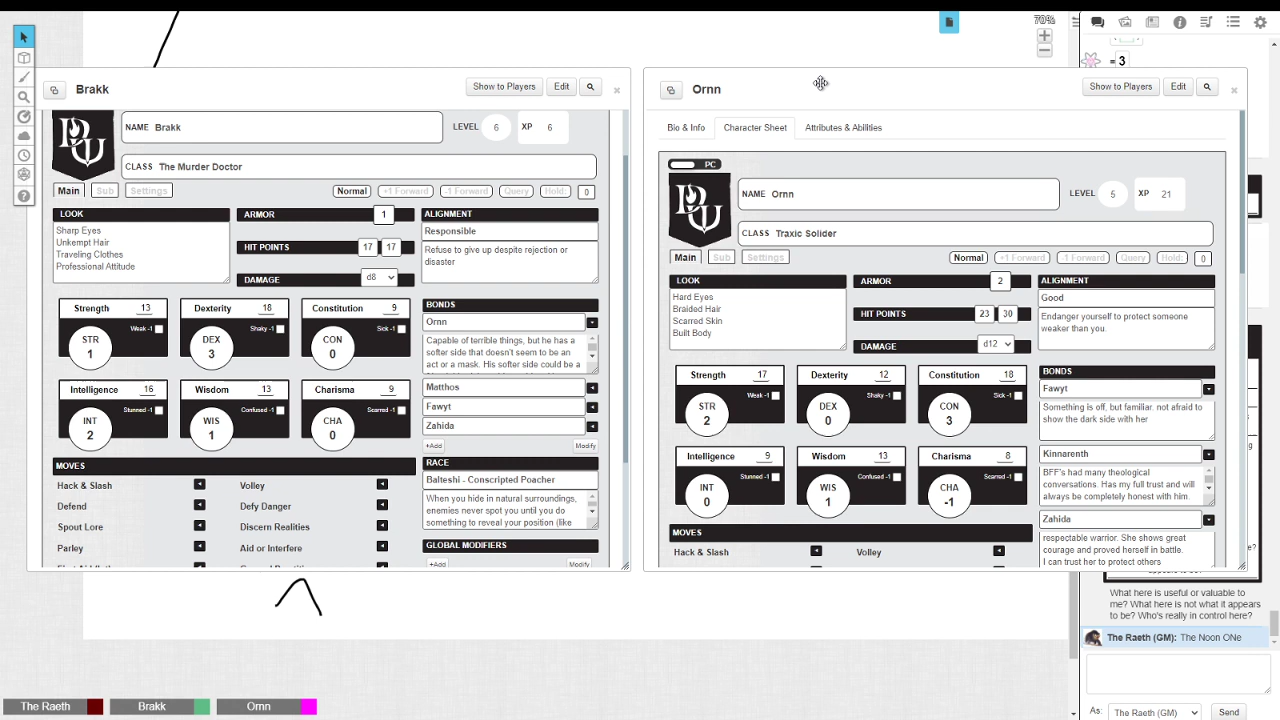 70%
= 3
Brakk
Show to Players
Edit
NAME Brakk
LEVEL 6
XP 6
CLASS The Murder Doctor
Main
Sub
Settings
Normal
+1 Forward
-1 Forward
Query
Hold:
0
LOOK
Sharp Eyes
Unkempt Hair
Traveling Clothes
Professional Attitude
ARMOR 1
HIT POINTS 17 17
DAMAGE d8
ALIGNMENT
Responsible
Refuse to give up despite rejection or
disaster
Strength 13
Weak -1
STR
1
Dexterity 18
Shaky -1
DEX
3
Constitution 9
Sick -1
CON
0
Intelligence 16
Stunned -1
INT
2
Wisdom 13
Confused -1
WIS
1
Charisma 9
Scarred -1
CHA
0
BONDS
Ornn
Capable of terrible things, but he has a
softer side that doesn't seem to be an
act or a mask. His softer side could be a
Matthos
Fawyt
Zahida
+Add
Modify
MOVES
Hack & Slash
Volley
Defend
Defy Danger
Spout Lore
Discern Realities
Parley
Aid or Interfere
RACE
Balteshi - Conscripted Poacher
When you hide in natural surroundings,
enemies never spot you until you do
something to reveal your position (like
GLOBAL MODIFIERS
+Add
Modify
Ornn
Show to Players
Edit
Bio & Info
Character Sheet
Attributes & Abilities
PC
NAME Ornn
LEVEL 5
XP 21
CLASS Traxic Solider
Main
Sub
Settings
Normal
+1 Forward
-1 Forward
Query
Hold:
0
LOOK
Hard Eyes
Braided Hair
Scarred Skin
Built Body
ARMOR 2
HIT POINTS 23 30
DAMAGE d12
ALIGNMENT
Good
Endanger yourself to protect someone
weaker than you.
Strength 17
Weak -1
STR
2
Dexterity 12
Shaky -1
DEX
0
Constitution 18
Sick -1
CON
3
Intelligence 9
Stunned -1
INT
0
Wisdom 13
Confused -1
WIS
1
Charisma 8
Scarred -1
CHA
-1
BONDS
Fawyt
Something is off, but familiar. not afraid to
show the dark side with her
Kinnarenth
BFF's had many theological
conversations. Has my full trust and will
always be completely honest with him.
Zahida
respectable warrior. She shows great
courage and proved herself in battle.
I can trust her to protect others
MOVES
Hack & Slash
Volley
What here is useful or valuable to
me? What here is not what it appears
to be? Who's really in control here?
The Raeth (GM): The Noon ONe
As: The Raeth (GM)
Send
The Raeth
Brakk
Ornn